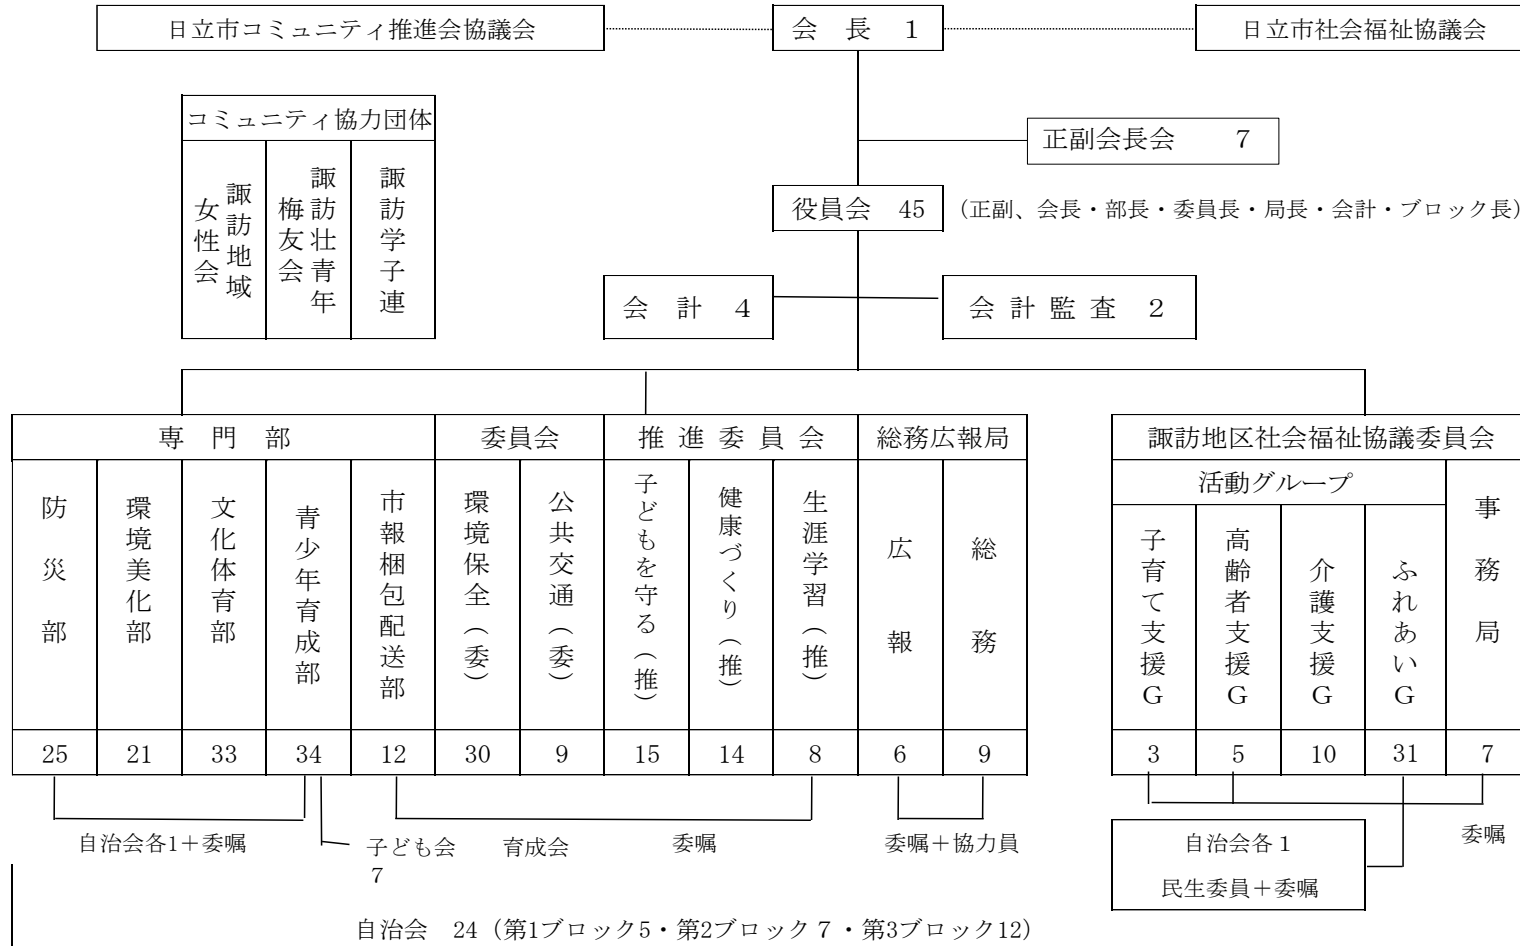 日立市コミュニティ推進会協議会
会 長 1
日立市社会福祉協議会
コミュニティ協力団体
諏訪地域
女性会
諏訪壮青年
梅友会
諏訪学子連
正副会長会 7
役員会 45
(正副、会長・部長・委員長・局長・会計・ブロック長)
会 計 4
会 計 監 査 2
専 門 部
委員会
推 進 委 員 会
総務広報局
諏訪地区社会福祉協議委員会
活動グループ
防災部
環境美化部
文化体育部
青少年育成部
市報梱包配送部
環境保全(委)
公共交通(委)
子どもを守る(推)
健康づくり(推)
生涯学習(推)
広報
総務
子育て支援G
高齢者支援G
介護支援G
ふれあいG
事務局
25 21 33 34 12 30 9 15 14 8 6 9
3 5 10 31 7
自治会各1+委嘱
子ども会 育成会
7
委嘱
委嘱+協力員
自治会各1
民生委員+委嘱
委嘱
自治会 24(第1ブロック5・第2ブロック7・第3ブロック12)